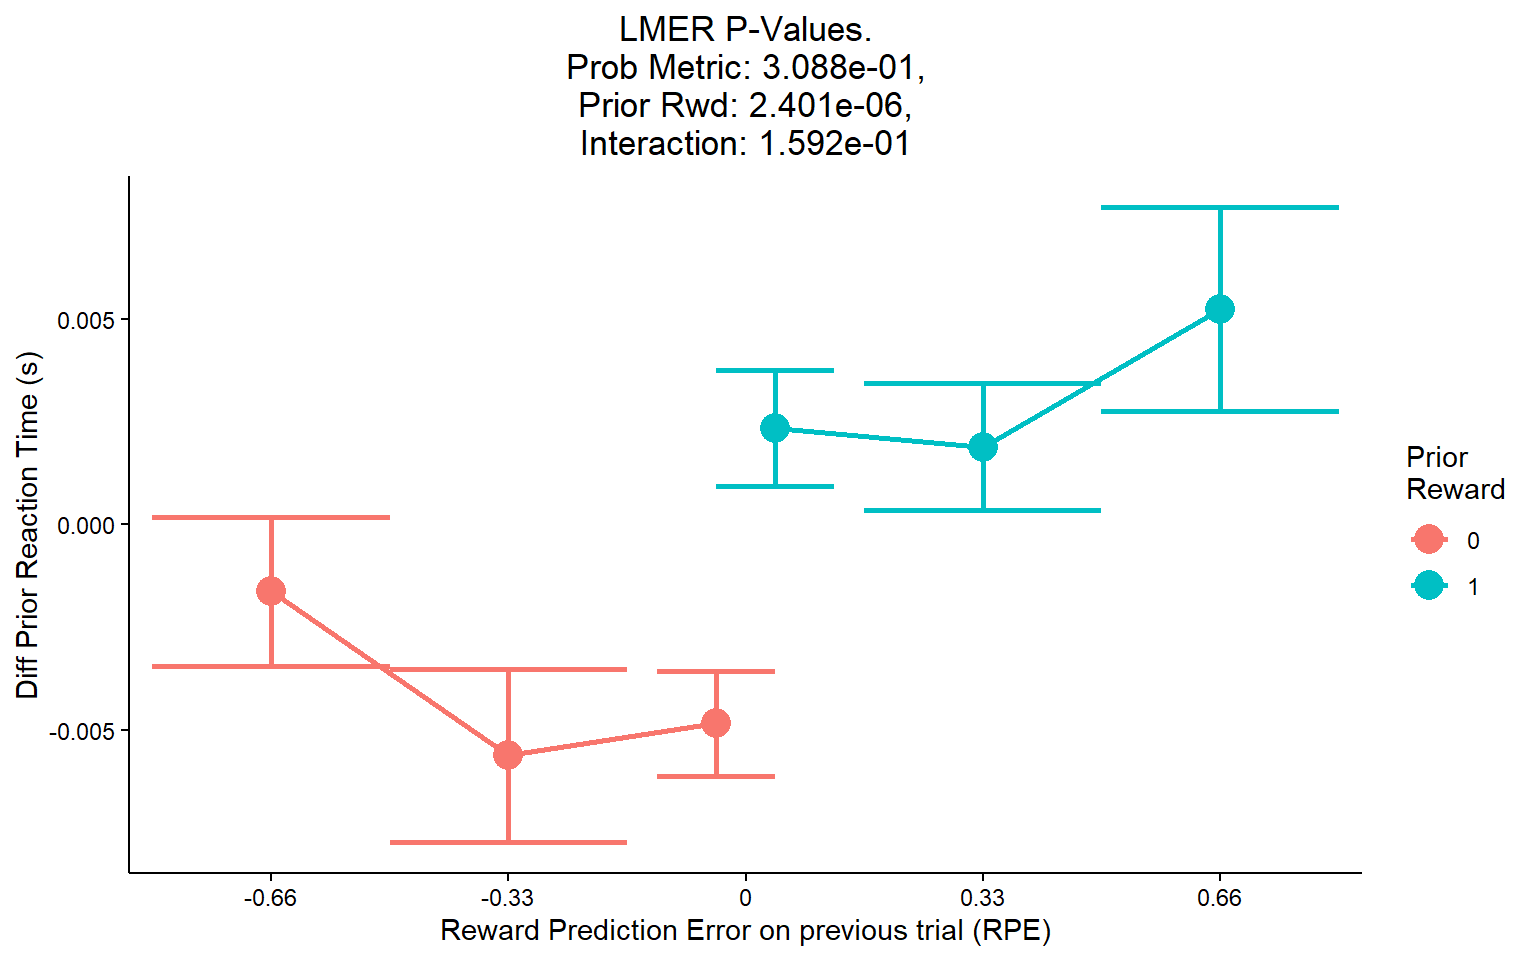 LMER P-Values.
Prob Metric: 3.088e-01,
Prior Rwd: 2.401e-06,
Interaction: 1.592e-01
Diff Prior Reaction Time (s)
0.005
0.000
-0.005
-0.66
-0.33
0
0.33
0.66
Reward Prediction Error on previous trial (RPE)
Prior
Reward
0
1